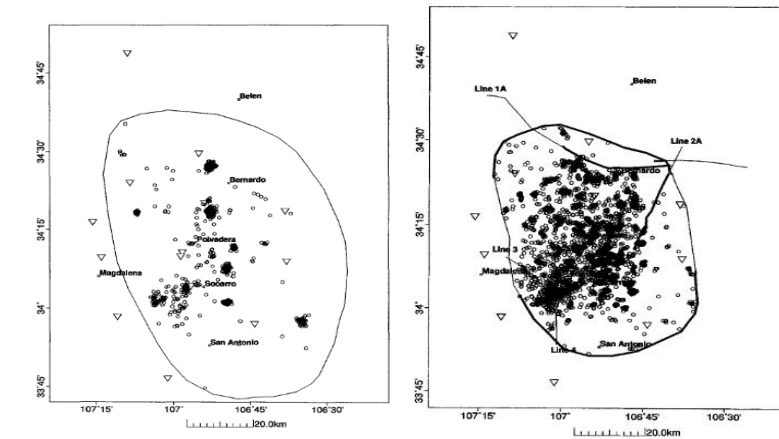 34°45'
34°30'
34°15'
34°
33°45'
Belen
Bernardo
Polvadera
Magdalena
Socorro
San Antonio
107°15'
107°
106°45'
106°30'
20.0km
34°45'
34°30'
34°15'
34°
33°45'
Belen
Line 1A
Line 2A
Bernardo
Line 3
Magdalena
San Antonio
Line 4
107°15'
107°
106°45'
106°30'
20.0km